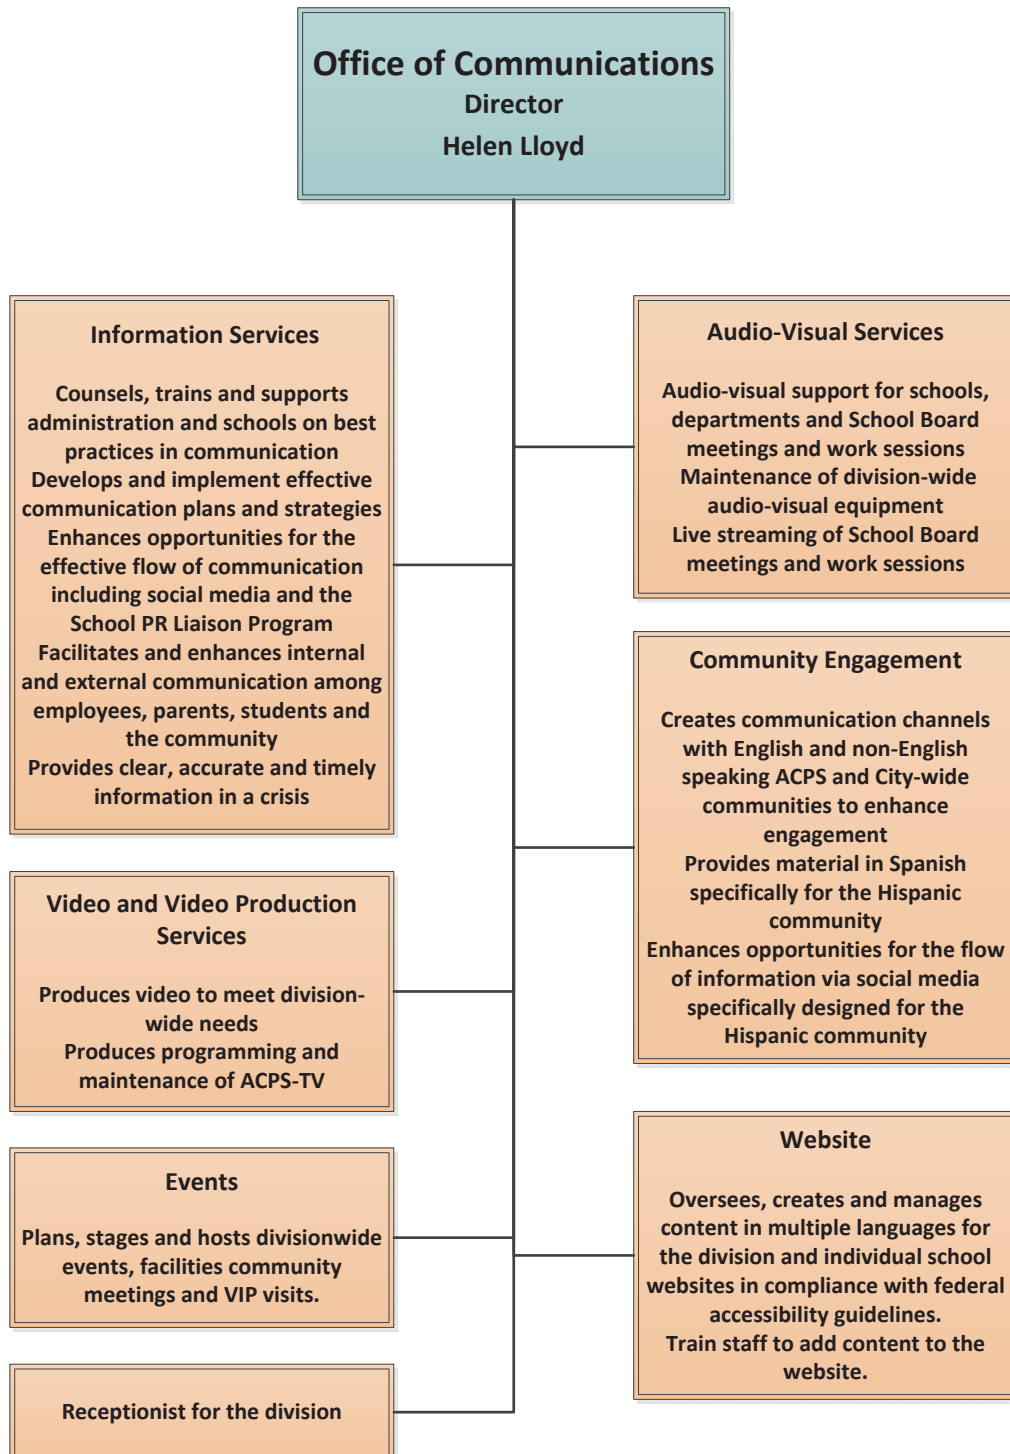 Office of Communications
Director
Helen Lloyd
Information Services
Counsels, trains and supports
administration and schools on best
practices in communication
Develops and implement effective
communication plans and strategies
Enhances opportunities for the
effective flow of communication
including social media and the
School PR Liaison Program
Facilitates and enhances internal
and external communication among
employees, parents, students and
the community
Provides clear, accurate and timely
information in a crisis
Video and Video Production
Services
Produces video to meet division-
wide needs
Produces programming and
maintenance of ACPS-TV
Events
Plans, stages and hosts divisionwide
events, facilities community
meetings and VIP visits.
Receptionist for the division
Audio-Visual Services
Audio-visual support for schools,
departments and School Board
meetings and work sessions
Maintenance of division-wide
audio-visual equipment
Live streaming of School Board
meetings and work sessions
Community Engagement
Creates communication channels
with English and non-English
speaking ACPS and City-wide
communities to enhance
engagement
Provides material in Spanish
specifically for the Hispanic
community
Enhances opportunities for the flow
of information via social media
specifically designed for the
Hispanic community
Website
Oversees, creates and manages
content in multiple languages for
the division and individual school
websites in compliance with federal
accessibility guidelines.
Train staff to add content to the
website.